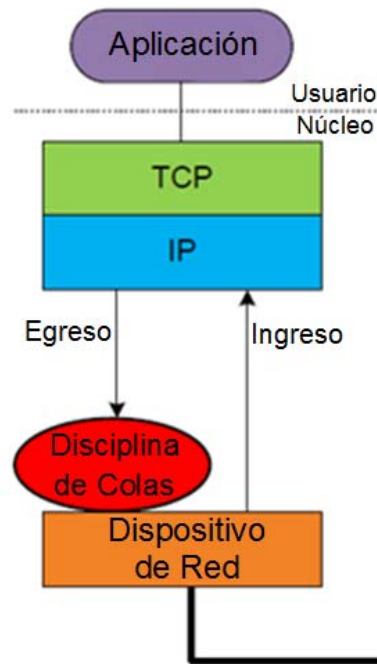 Aplicación
Usuario
Núcleo
TCP
IP
Egreso
Ingreso
Disciplina
de Colas
Dispositivo
de Red